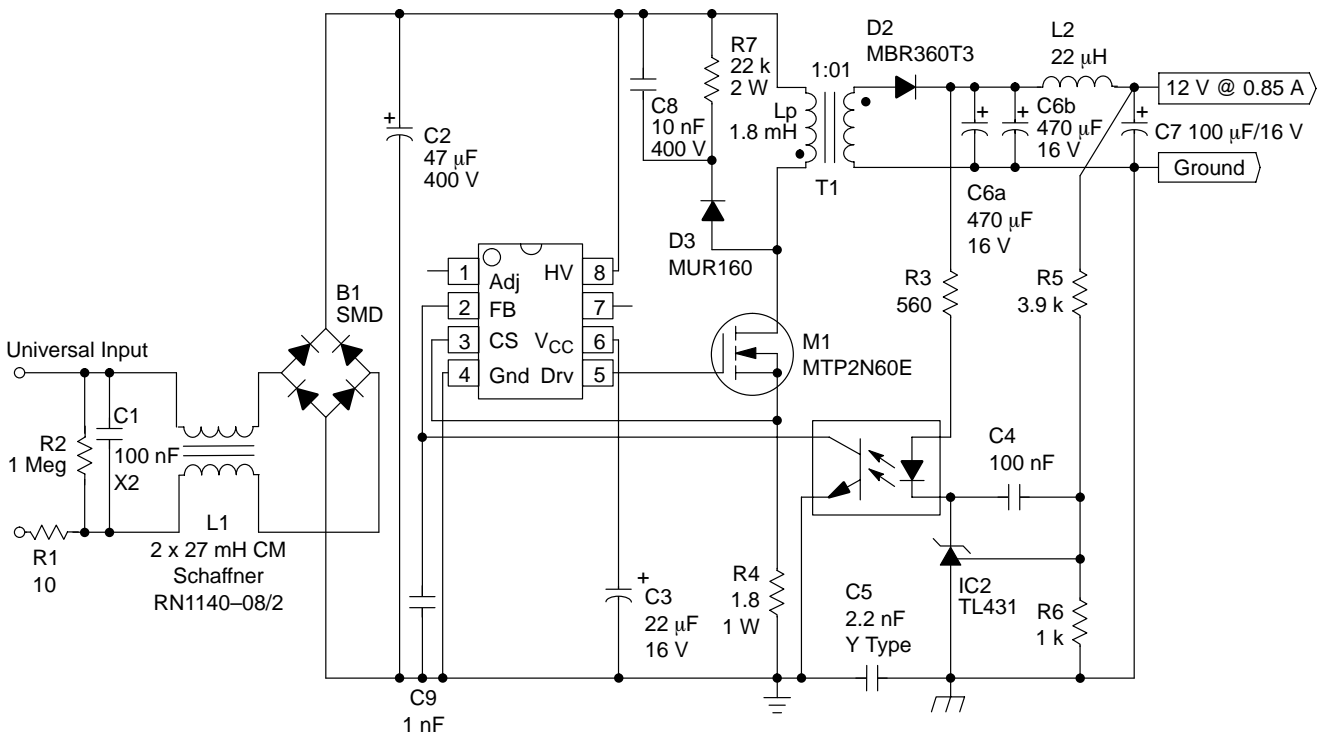 D2
MBR360T3
L2
22 μH
R7
22 k
2 W
1:01
12 V @ 0.85 A
+
C2
47 μF
400 V
C8
10 nF
400 V
Lp
1.8 mH
+
+
C6b
470 μF
16 V
+
C7 100 μF/16 V
Ground
T1
C6a
470 μF
16 V
D3
MUR160
1
Adj
HV
8
2
FB
7
3
CS
VCC
6
4
Gnd
Drv
5
R3
560
R5
3.9 k
B1
SMD
Universal Input
M1
MTP2N60E
R2
1 Meg
C1
100 nF
X2
C4
100 nF
R1
10
L1
2 x 27 mH CM
Schaffner
RN1140–08/2
+
C3
22 μF
16 V
R4
1.8
1 W
C5
2.2 nF
Y Type
IC2
TL431
R6
1 k
C9
1 nF